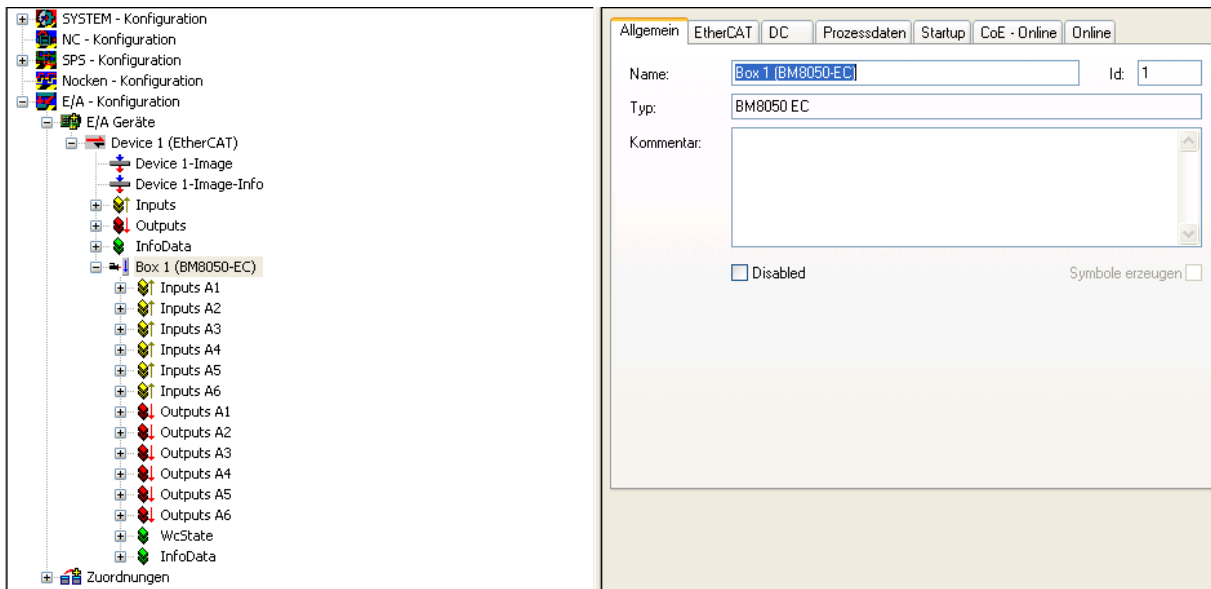 SYSTEM - Konfiguration
NC - Konfiguration
SPS - Konfiguration
Nocken - Konfiguration
E/A - Konfiguration
E/A Geräte
Device 1 (EtherCAT)
Device 1-Image
Device 1-Image-Info
Inputs
Outputs
InfoData
Box 1 (BM8050-EC)
Inputs A1
Inputs A2
Inputs A3
Inputs A4
Inputs A5
Inputs A6
Outputs A1
Outputs A2
Outputs A3
Outputs A4
Outputs A5
Outputs A6
WcState
InfoData
Zuordnungen
Allgemein EtherCAT DC Prozessdaten Startup CoE - Online Online
Name: Box 1 (BM8050-EC) Id: 1
Typ: BM8050 EC
Kommentar:
Disabled Symbole erzeugen